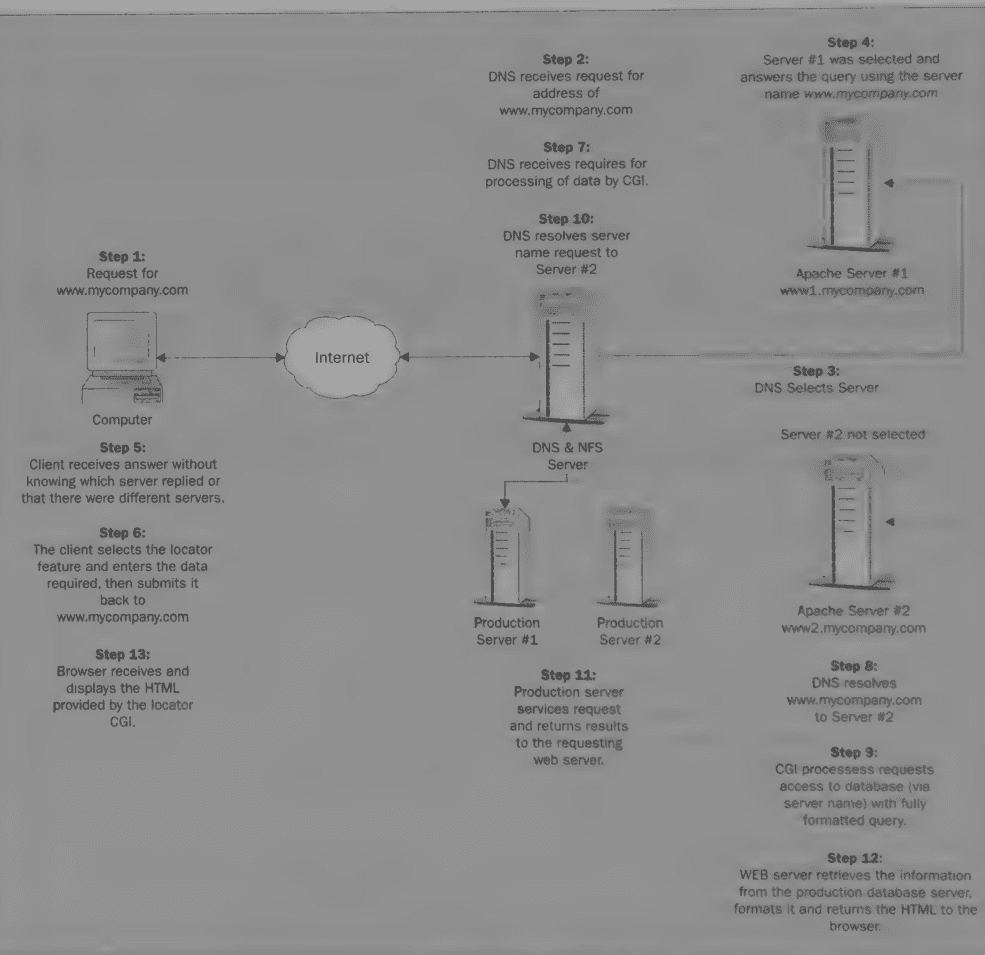 Step 1:
Request for
www.mycompany.com
Computer
Step 5:
Client receives answer without
knowing which server replied or
that there were different servers.
Step 6:
The client selects the locator
feature and enters the data
required, then submits it
back to
www.mycompany.com
Step 13:
Browser receives and
displays the HTML
provided by the locator
CGI.
Internet
Step 2:
DNS receives request for
address of
www.mycompany.com
Step 7:
DNS receives requires for
processing of data by CGI.
Step 10:
DNS resolves server
name request to
Server #2
DNS & NFS
Server
Production
Server #1
Production
Server #2
Step 11:
Production server
services request
and returns results
to the requesting
web server.
Step 4:
Server #1 was selected and
answers the query using the server
name www.mycompany.com
Apache Server #1
www1.mycompany.com
Step 3:
DNS Selects Server
Server #2 not selected
Apache Server #2
www2.mycompany.com
Step 8:
DNS resolves
www.mycompany.com
to Server #2
Step 9:
CGI processess requests
access to database (via
server name) with fully
formatted query.
Step 12:
WEB server retrieves the information
from the production database server,
formats it and returns the HTML to the
browser.